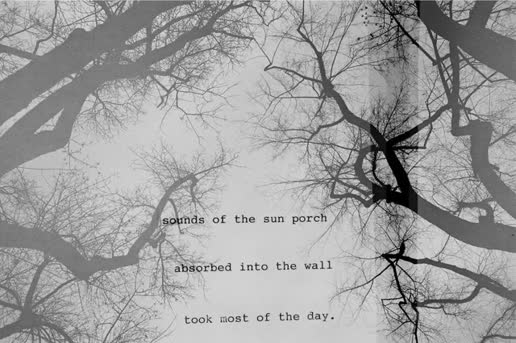 sounds of the sun porch
absorbed into the wall
took most of the day.